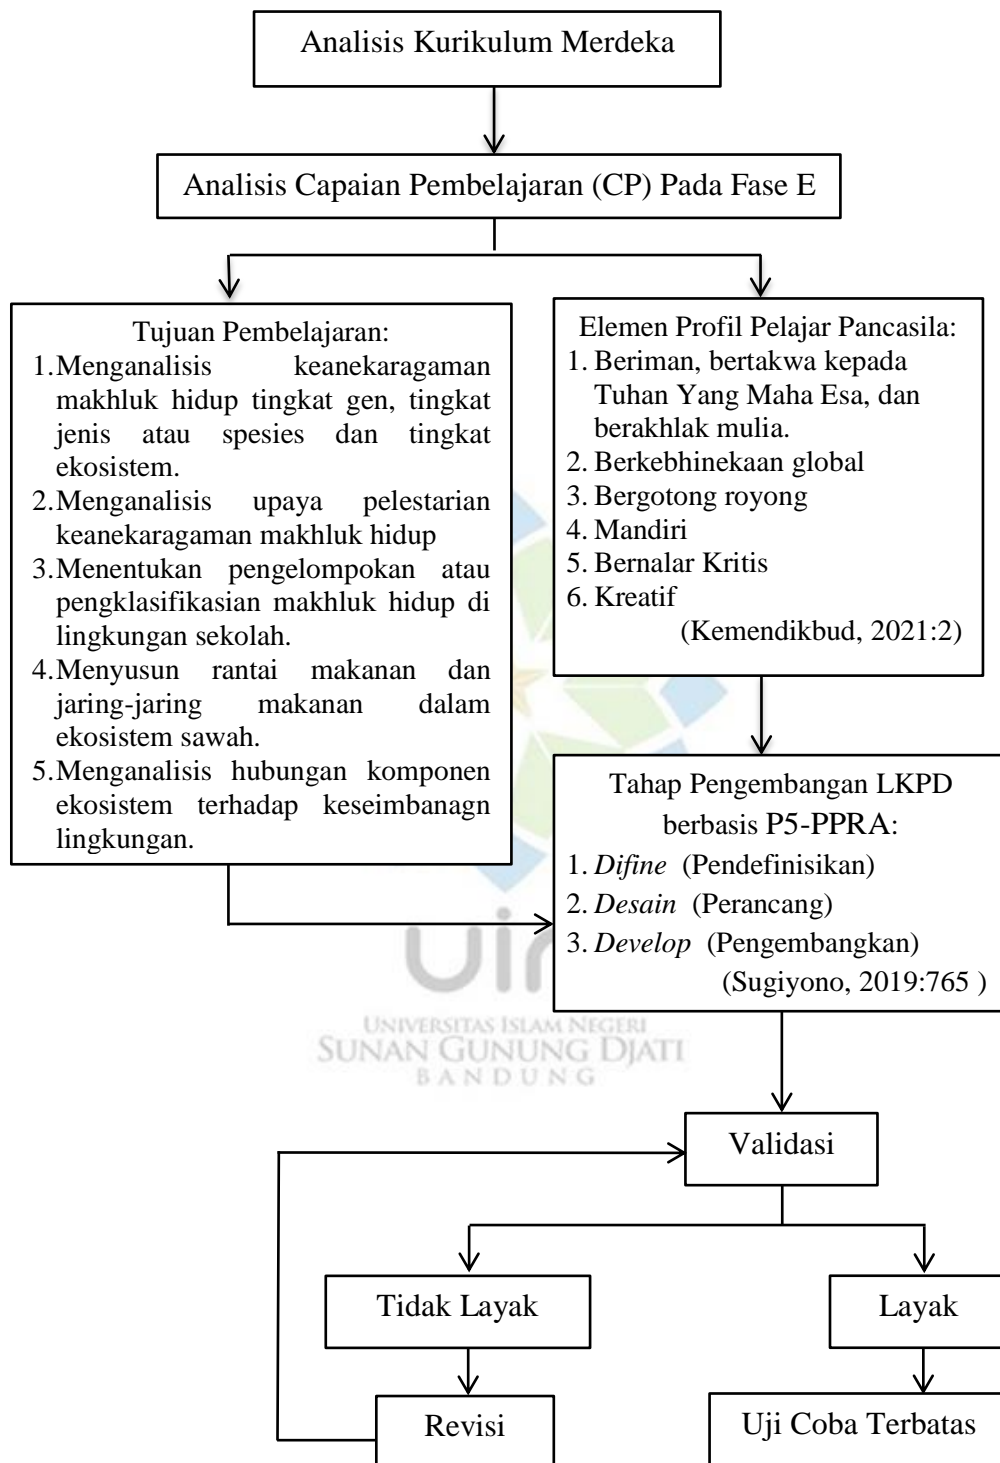 Analisis Kurikulum Merdeka
Analisis Capaian Pembelajaran (CP) Pada Fase E
Tujuan Pembelajaran:
1.Menganalisis keanekaragaman
makhluk hidup tingkat gen, tingkat
jenis atau spesies dan tingkat
ekosistem.
2.Menganalisis upaya pelestarian
keanekaragaman makhluk hidup
3.Menentukan pengelompokan atau
pengklasifikasian makhluk hidup di
lingkungan sekolah.
4.Menyusun rantai makanan dan
jaring-jaring makanan dalam
ekosistem sawah.
5.Menganalisis hubungan komponen
ekosistem terhadap keseimbanagn
lingkungan.
Elemen Profil Pelajar Pancasila:
1. Beriman, bertakwa kepada
Tuhan Yang Maha Esa, dan
berakhlak mulia.
2. Berkebhinekaan global
3. Bergotong royong
4. Mandiri
5. Bernalar Kritis
6. Kreatif
(Kemendikbud, 2021:2)
Tahap Pengembangan LKPD
berbasis P5-PPRA:
1. Difine (Pendefinisikan)
2. Desain (Perancang)
3. Develop (Pengembangkan)
(Sugiyono, 2019:765 )
UNIVERSITAS ISLAM NEGERI
SUNAN GUNUNG DJATI
BANDUNG
Validasi
Tidak Layak
Layak
Revisi
Uji Coba Terbatas